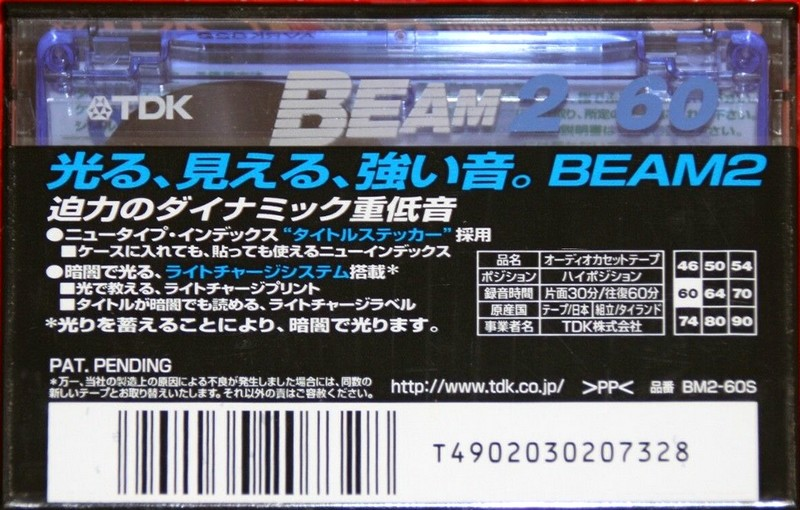 TDK BEAM 2 60
光る、見える、強い音。BEAM2
迫力のダイナミック重低音
●ニュータイプ・インデックス“タイトルステッカー”採用
■ケースに入れても、貼っても使えるニューインデックス
●暗闇で光る、ライトチャージシステム搭載*
■光で教える、ライトチャージプリント
■タイトルが暗闇でも読める、ライトチャージラベル
*光りを蓄えることにより、暗闇で光ります。
品名 オーディオカセットテープ
ポジション ハイポジション
録音時間 片面30分/往復60分
原産国 テープ/日本 組立/タイランド
事業者名 TDK株式会社
46 50 54
60 64 70
74 80 90
PAT. PENDING
*万一、当社の製造上の原因による不良が発生しました場合には、同数の
新しいテープとお取替えいたします。それ以外の責はご容赦ください。
http://www.tdk.co.jp/ >PP< 品番 BM2-60S
T4902030207328